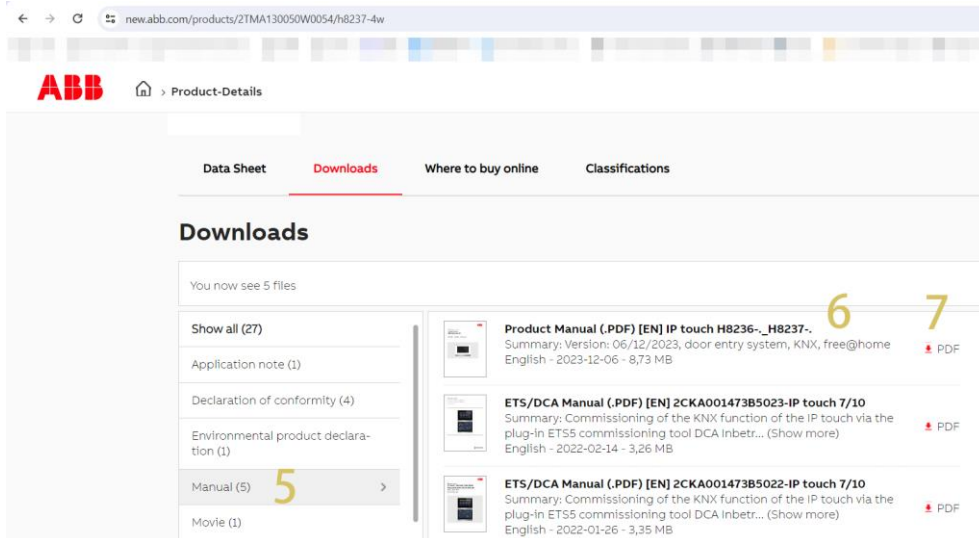 new.abb.com/products/2TMA130050W0054/h8237-4w
ABB > Product-Details
Data Sheet Downloads Where to buy online Classifications
Downloads
You now see 5 files
Show all (27)
Application note (1)
Declaration of conformity (4)
Environmental product declara-
tion (1)
Manual (5) 5 >
Movie (1)
6 7
Product Manual (.PDF) [EN] IP touch H8236-._H8237-.
Summary: Version: 06/12/2023, door entry system, KNX, free@home
English - 2023-12-06 - 8,73 MB
PDF
ETS/DCA Manual (.PDF) [EN] 2CKA001473B5023-IP touch 7/10
Summary: Commissioning of the KNX function of the IP touch via the
plug-in ETS5 commissioning tool DCA Inbetr... (Show more)
English - 2022-02-14 - 3,26 MB
PDF
ETS/DCA Manual (.PDF) [EN] 2CKA001473B5022-IP touch 7/10
Summary: Commissioning of the KNX function of the IP touch via the
plug-in ETS5 commissioning tool DCA Inbetr... (Show more)
English - 2022-01-26 - 3,35 MB
PDF